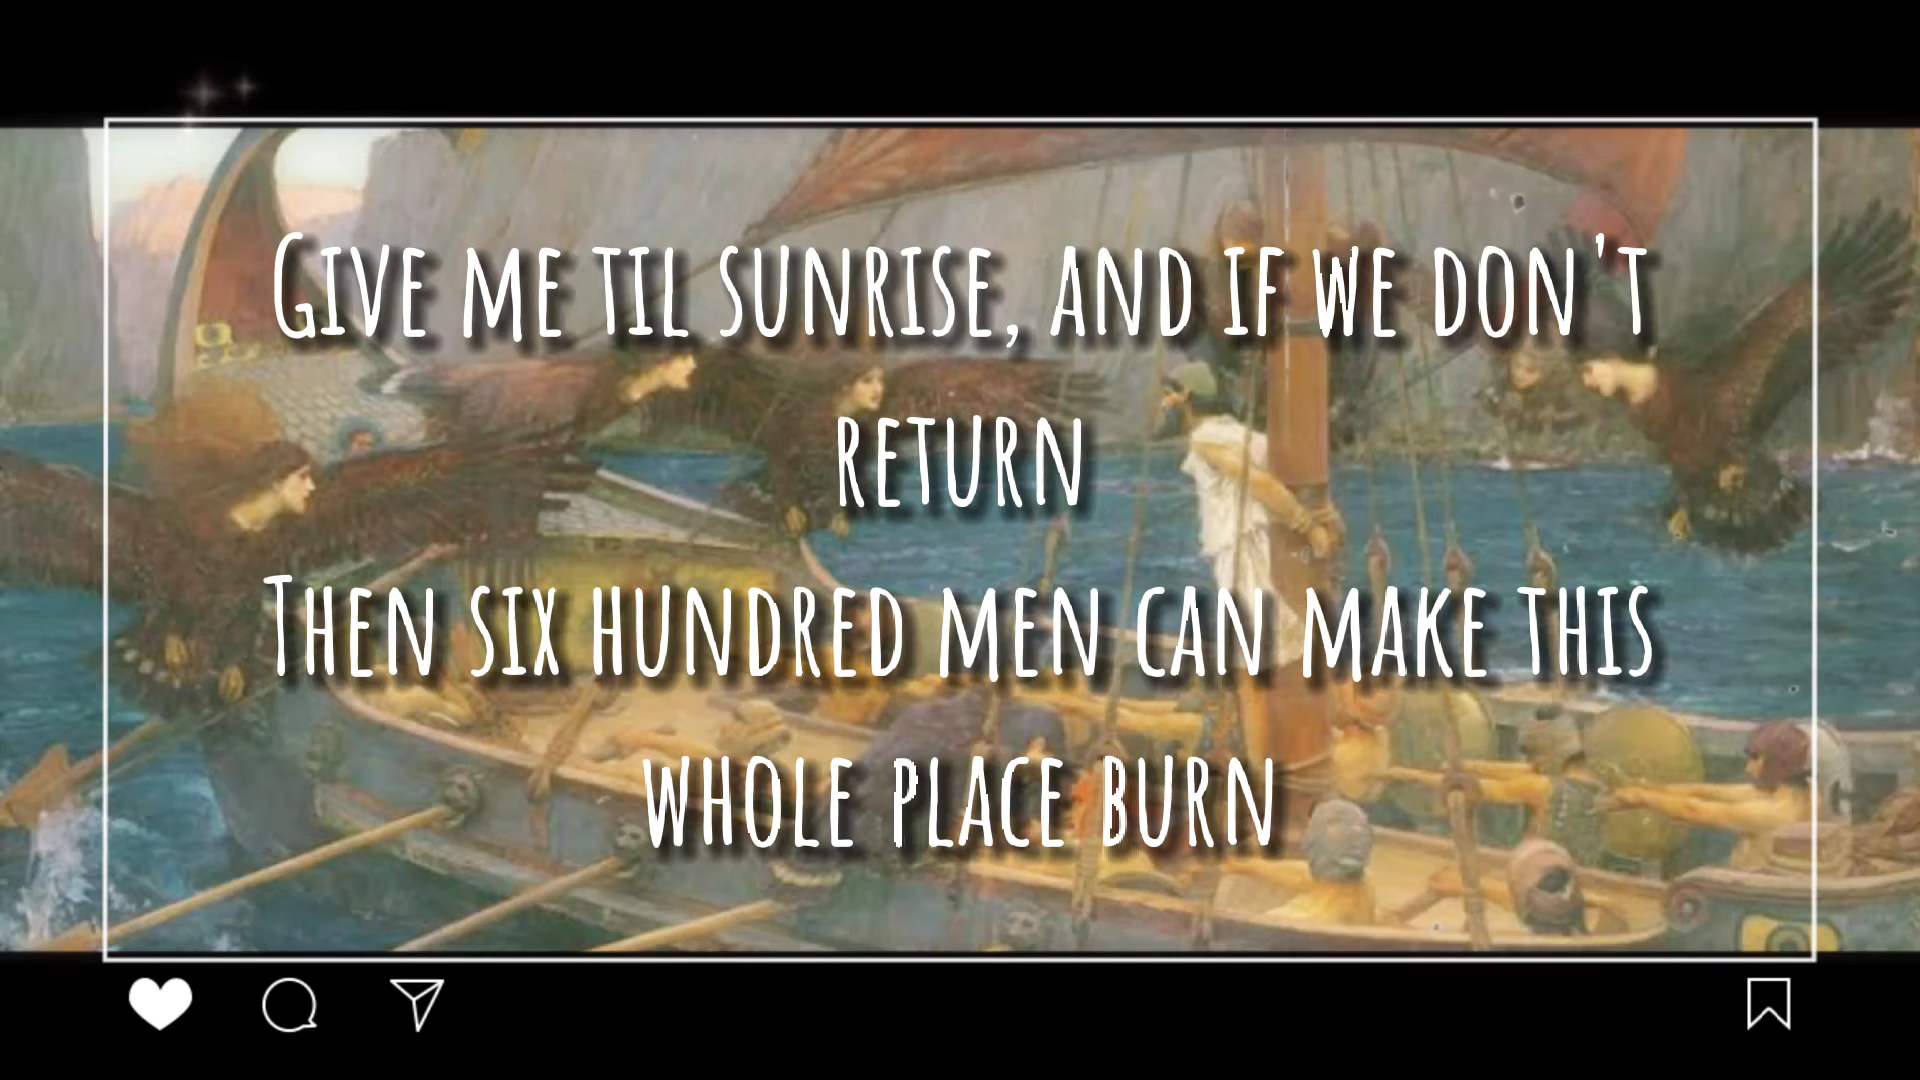 Give me til sunrise, and if we don't
return
Then six hundred men can make this
whole place burn